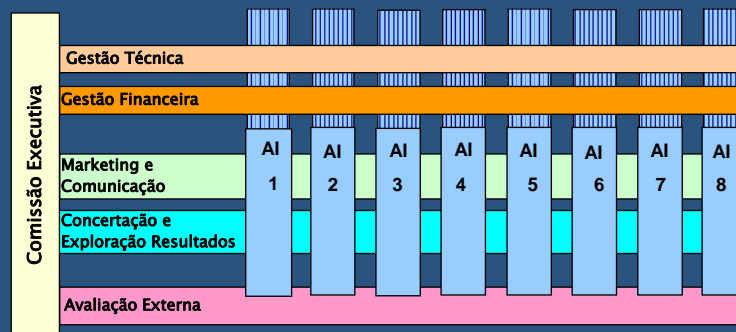 Comissão Executiva
Gestão Técnica
Gestão Financeira
AI AI AI AI AI AI AI AI
1 2 3 4 5 6 7 8
Marketing e
Comunicação
Concertação e
Exploração Resultados
Avaliação Externa